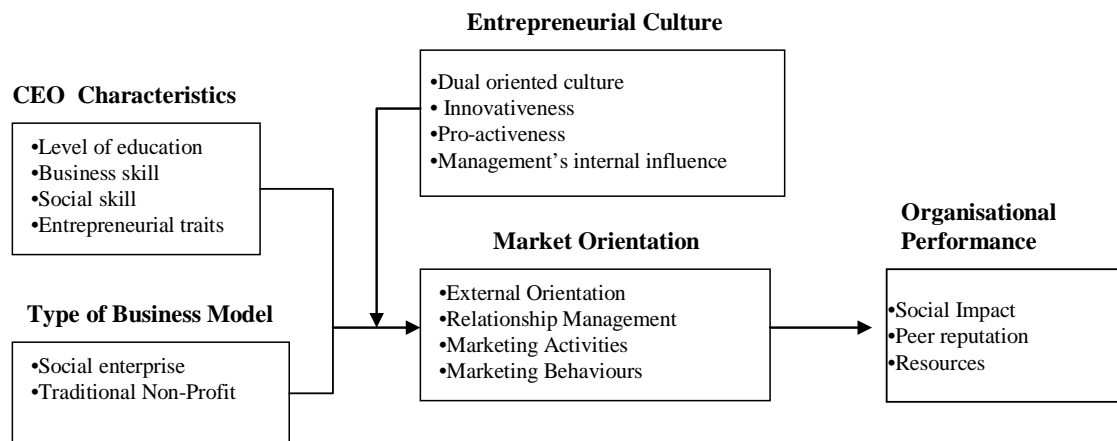 Entrepreneurial Culture
•Dual oriented culture
• Innovativeness
•Pro-activeness
•Management's internal influence
CEO Characteristics
•Level of education
•Business skill
•Social skill
•Entrepreneurial traits
Type of Business Model
•Social enterprise
•Traditional Non-Profit
Market Orientation
•External Orientation
•Relationship Management
•Marketing Activities
•Marketing Behaviours
Organisational
Performance
•Social Impact
•Peer reputation
•Resources